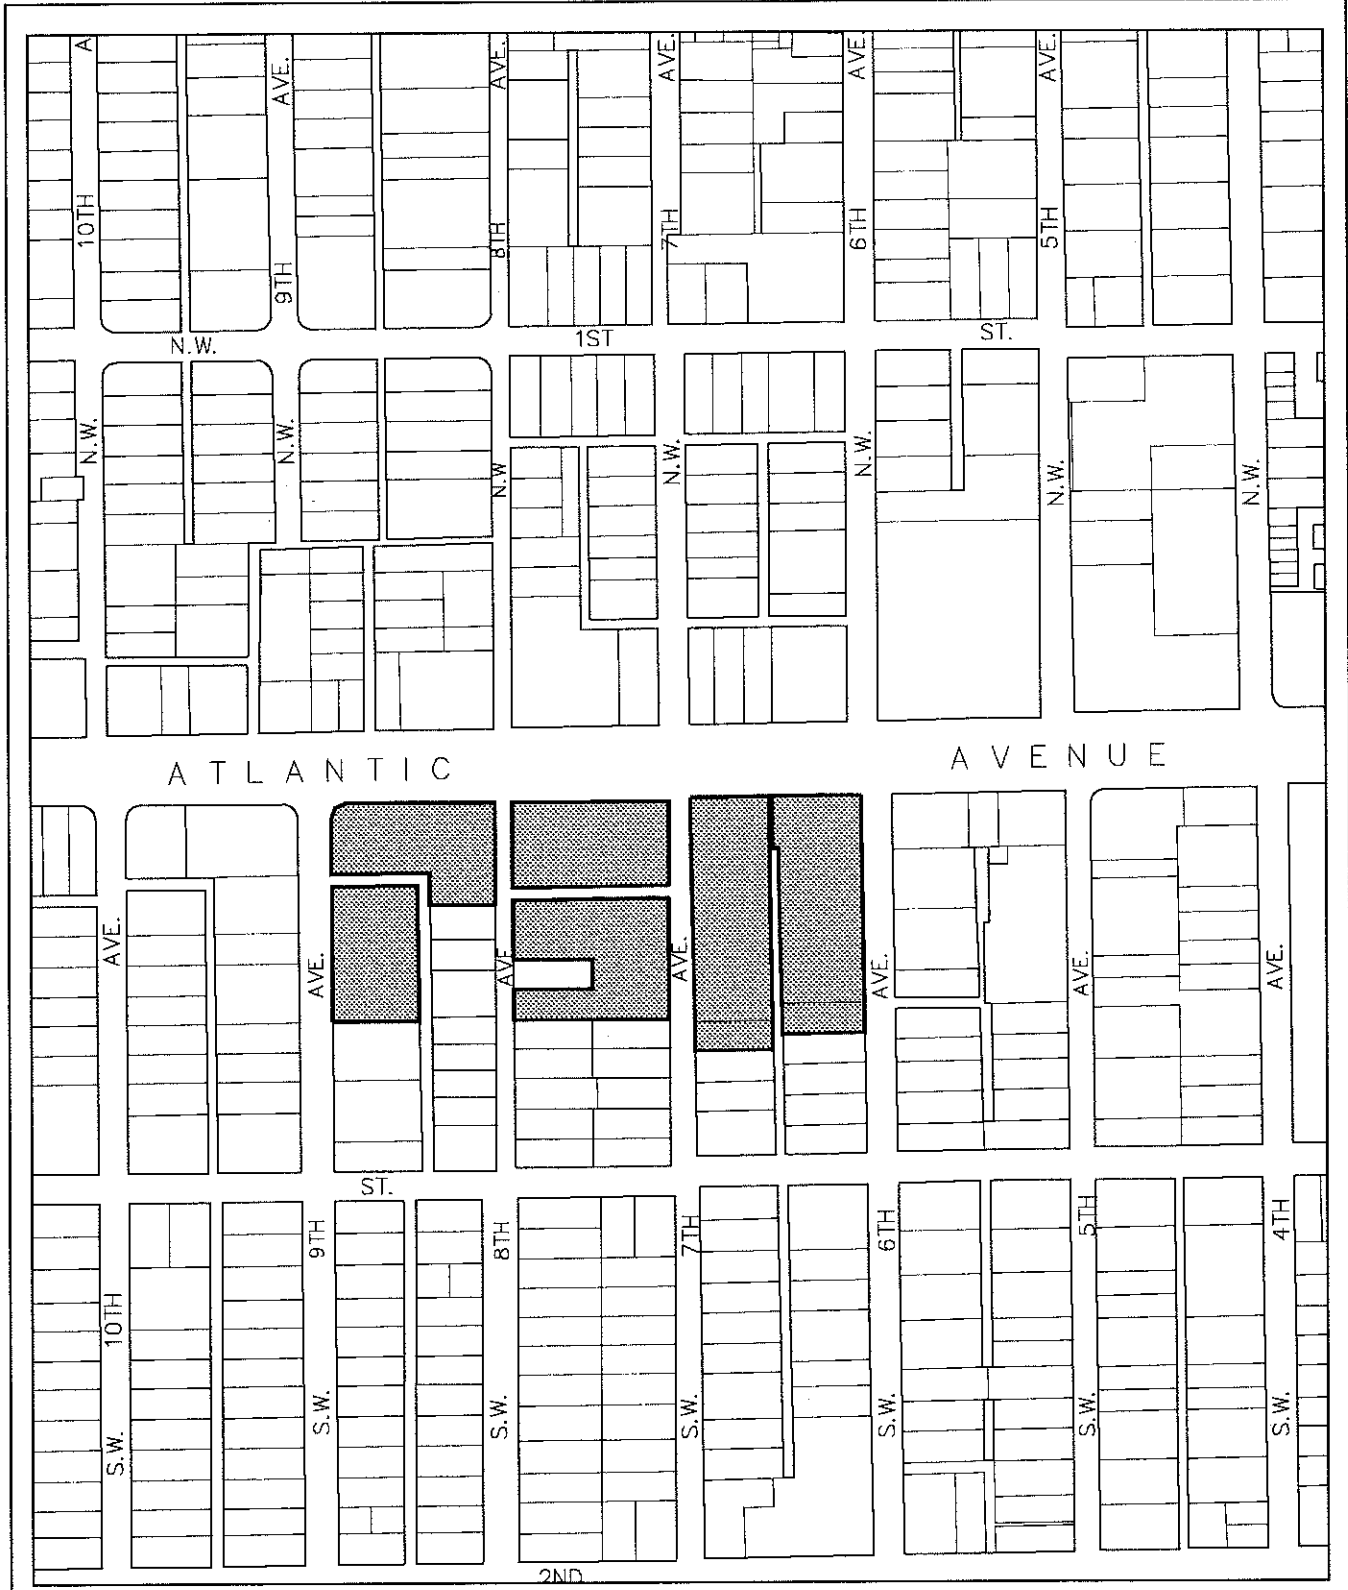 A AVE. AVE. AVE. AVE. AVE.
10TH 9TH 8TH 7TH 6TH 5TH
N.W. 1ST ST.
N.W. N.W. N.W N.W. N.W. N.W. N.W.
ATLANTIC AVENUE
AVE. AVE. AVE AVE. AVE. AVE. AVE.
ST.
10TH 9TH 8TH 7TH 6TH 5TH 4TH
S.W. S.W. S.W. S.W. S.W. S.W. S.W.
2ND